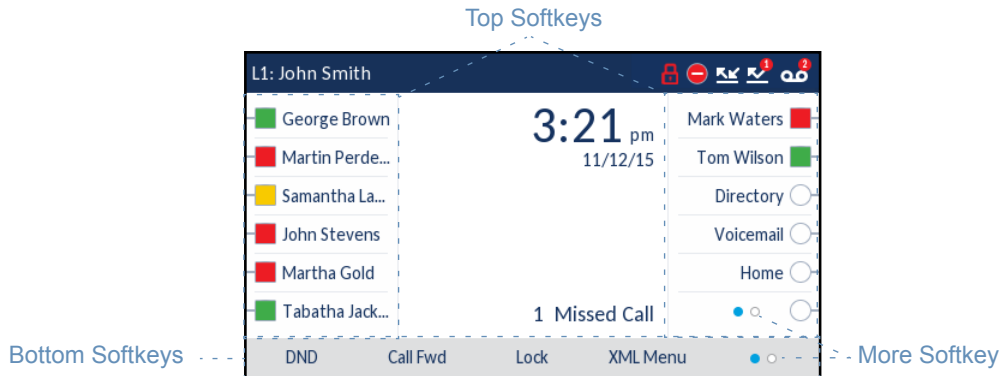 Top Softkeys
L1: John Smith
1
2
George Brown
3:21 pm
Mark Waters
Martin Perde...
11/12/15
Tom Wilson
Samantha La...
Directory
John Stevens
Voicemail
Martha Gold
Home
Tabatha Jack...
1 Missed Call
Bottom Softkeys
DND
Call Fwd
Lock
XML Menu
More Softkey